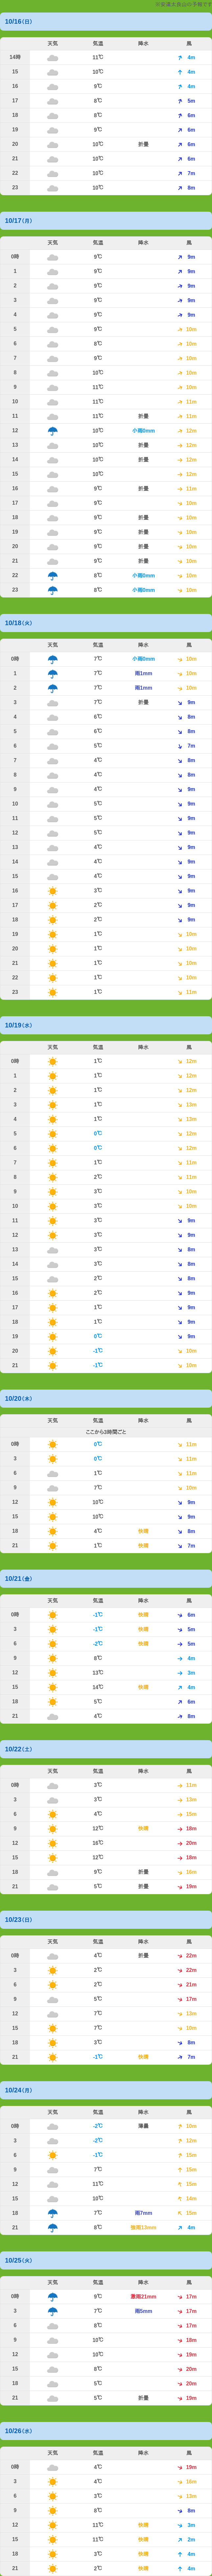 10/16(日)
天気 気温 降水 風
14時 11℃ 4m
15 10℃ 4m
16 9℃ 4m
17 8℃ 5m
18 8℃ 6m
19 9℃ 6m
20 10℃ 折曇 6m
21 10℃ 6m
22 10℃ 7m
23 10℃ 8m
10/17(月)
天気 気温 降水 風
0時 9℃ 9m
1 9℃ 9m
2 9℃ 9m
3 9℃ 9m
4 9℃ 9m
5 9℃ 10m
6 8℃ 10m
7 9℃ 10m
8 10℃ 10m
9 11℃ 10m
10 11℃ 11m
11 11℃ 折曇 11m
12 10℃ 小雨0mm 12m
13 10℃ 折曇 12m
14 10℃ 折曇 12m
15 10℃ 12m
16 9℃ 折曇 11m
17 9℃ 10m
18 9℃ 折曇 10m
19 9℃ 折曇 10m
20 9℃ 折曇 10m
21 9℃ 折曇 10m
22 8℃ 小雨0mm 10m
23 8℃ 小雨0mm 10m
10/18(火)
天気 気温 降水 風
0時 7℃ 小雨0mm 10m
1 7℃ 雨1mm 10m
2 7℃ 雨1mm 10m
3 7℃ 折曇 9m
4 6℃ 8m
5 6℃ 8m
6 5℃ 7m
7 4℃ 8m
8 4℃ 8m
9 4℃ 9m
10 5℃ 9m
11 5℃ 9m
12 5℃ 9m
13 4℃ 9m
14 4℃ 9m
15 4℃ 9m
16 3℃ 9m
17 2℃ 9m
18 2℃ 9m
19 1℃ 10m
20 1℃ 10m
21 1℃ 10m
22 1℃ 10m
23 1℃ 11m
10/19(水)
天気 気温 降水 風
0時 1℃ 12m
1 1℃ 12m
2 1℃ 12m
3 1℃ 13m
4 1℃ 13m
5 0℃ 12m
6 0℃ 12m
7 1℃ 11m
8 2℃ 11m
9 3℃ 10m
10 3℃ 10m
11 3℃ 9m
12 3℃ 9m
13 3℃ 8m
14 3℃ 8m
15 2℃ 8m
16 2℃ 9m
17 1℃ 9m
18 1℃ 9m
19 0℃ 9m
20 -1℃ 10m
21 -1℃ 10m
10/20(木)
天気 気温 降水 風
ここから3時間ごと
0時 0℃ 11m
3 0℃ 11m
6 1℃ 11m
9 7℃ 10m
12 10℃ 9m
15 10℃ 9m
18 4℃ 快晴 8m
21 1℃ 快晴 7m
10/21(金)
天気 気温 降水 風
0時 -1℃ 快晴 6m
3 -1℃ 快晴 5m
6 -2℃ 快晴 5m
9 8℃ 4m
12 13℃ 3m
15 14℃ 快晴 4m
18 5℃ 6m
21 4℃ 8m
10/22(土)
天気 気温 降水 風
0時 3℃ 11m
3 3℃ 13m
6 4℃ 15m
9 12℃ 快晴 18m
12 16℃ 20m
15 12℃ 18m
18 9℃ 折曇 16m
21 5℃ 折曇 19m
10/23(日)
天気 気温 降水 風
0時 4℃ 折曇 22m
3 2℃ 22m
6 2℃ 21m
9 5℃ 17m
12 7℃ 13m
15 7℃ 10m
18 3℃ 8m
21 -1℃ 快晴 7m
10/24(月)
天気 気温 降水 風
0時 -2℃ 薄曇 10m
3 -2℃ 12m
6 -1℃ 15m
9 7℃ 15m
12 11℃ 15m
15 10℃ 14m
18 7℃ 雨7mm 15m
21 8℃ 強雨13mm 4m
10/25(火)
天気 気温 降水 風
0時 9℃ 豪雨21mm 17m
3 7℃ 雨5mm 17m
6 8℃ 17m
9 10℃ 18m
12 10℃ 19m
15 8℃ 20m
18 5℃ 20m
21 5℃ 折曇 19m
10/26(水)
天気 気温 降水 風
0時 4℃ 19m
3 4℃ 16m
6 3℃ 13m
9 8℃ 8m
12 11℃ 快晴 3m
15 11℃ 快晴 2m
18 3℃ 快晴 4m
21 2℃ 快晴 4m